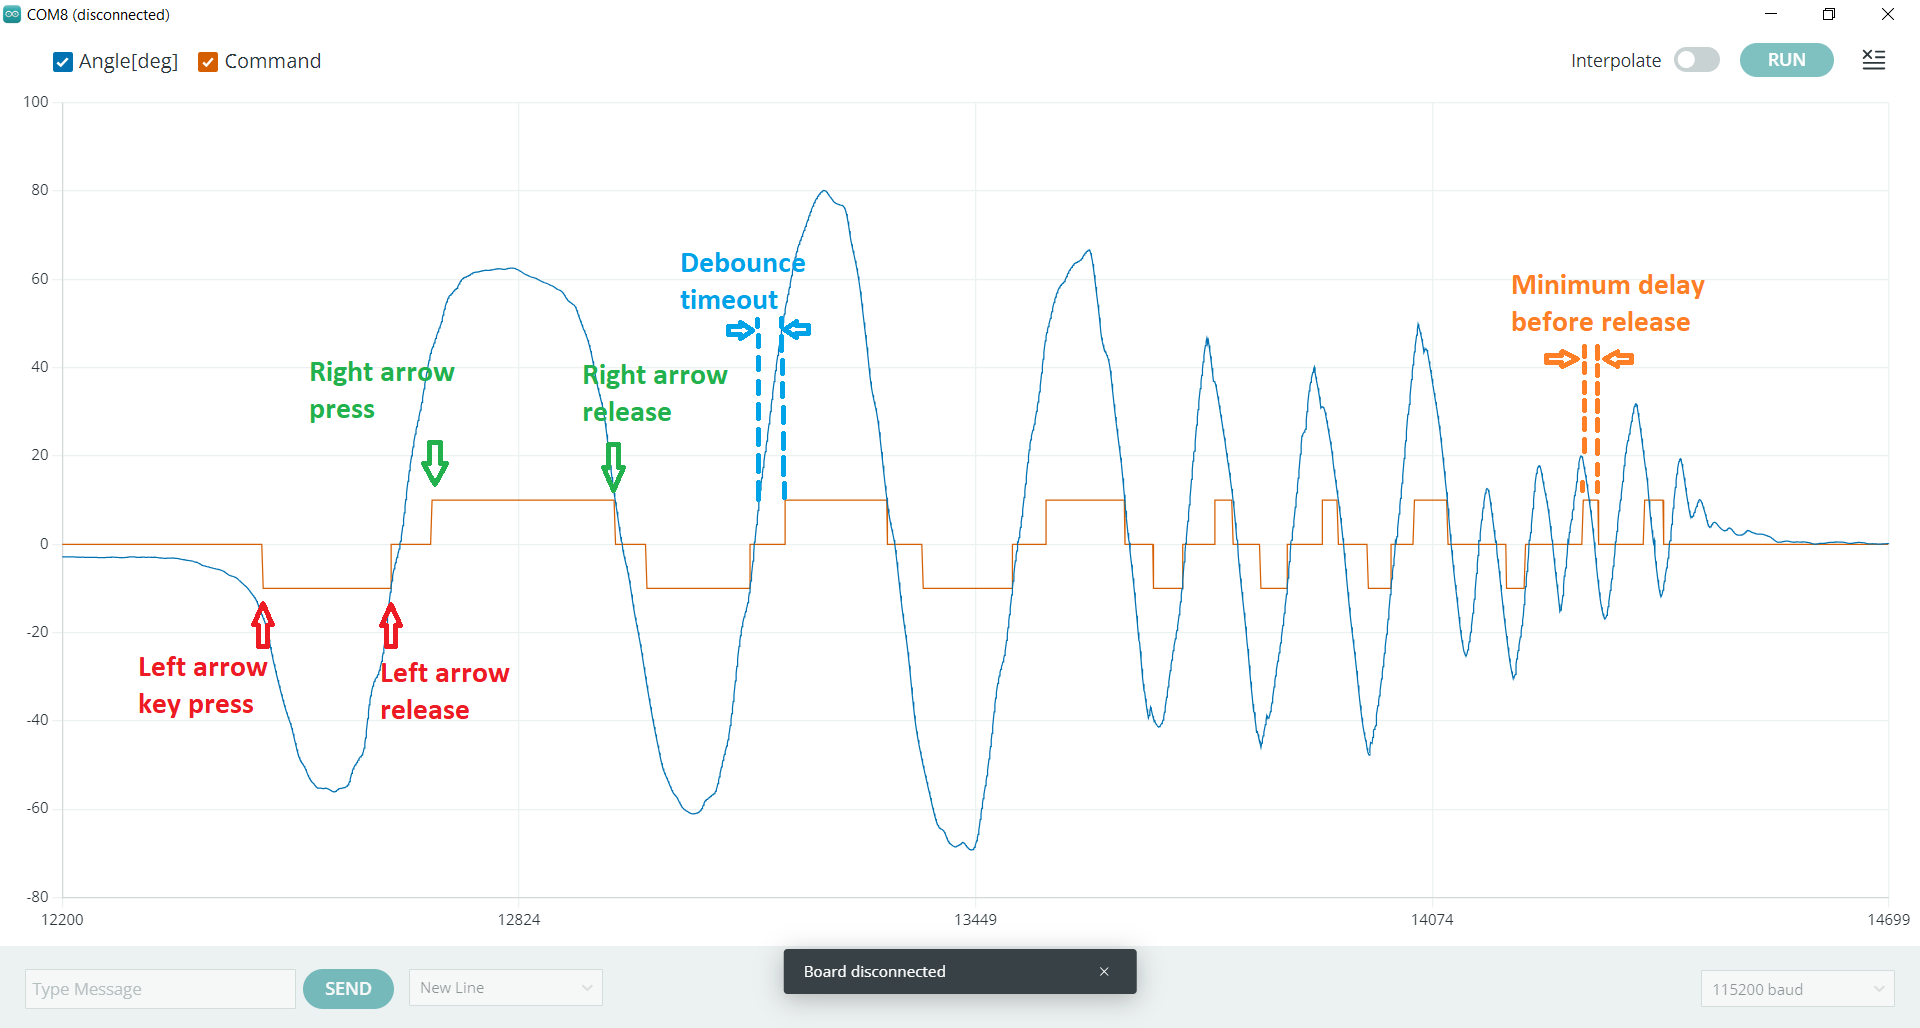 COM8 (disconnected)
Angle[deg] Command Interpolate RUN
100
80
60
40
20
0
-20
-40
-60
-80
12200 12824 13449 14074 14699
Debounce
timeout
Minimum delay
before release
Right arrow
press
Right arrow
release
Left arrow
key press
Left arrow
release
Board disconnected
Type Message SEND New Line 115200 baud